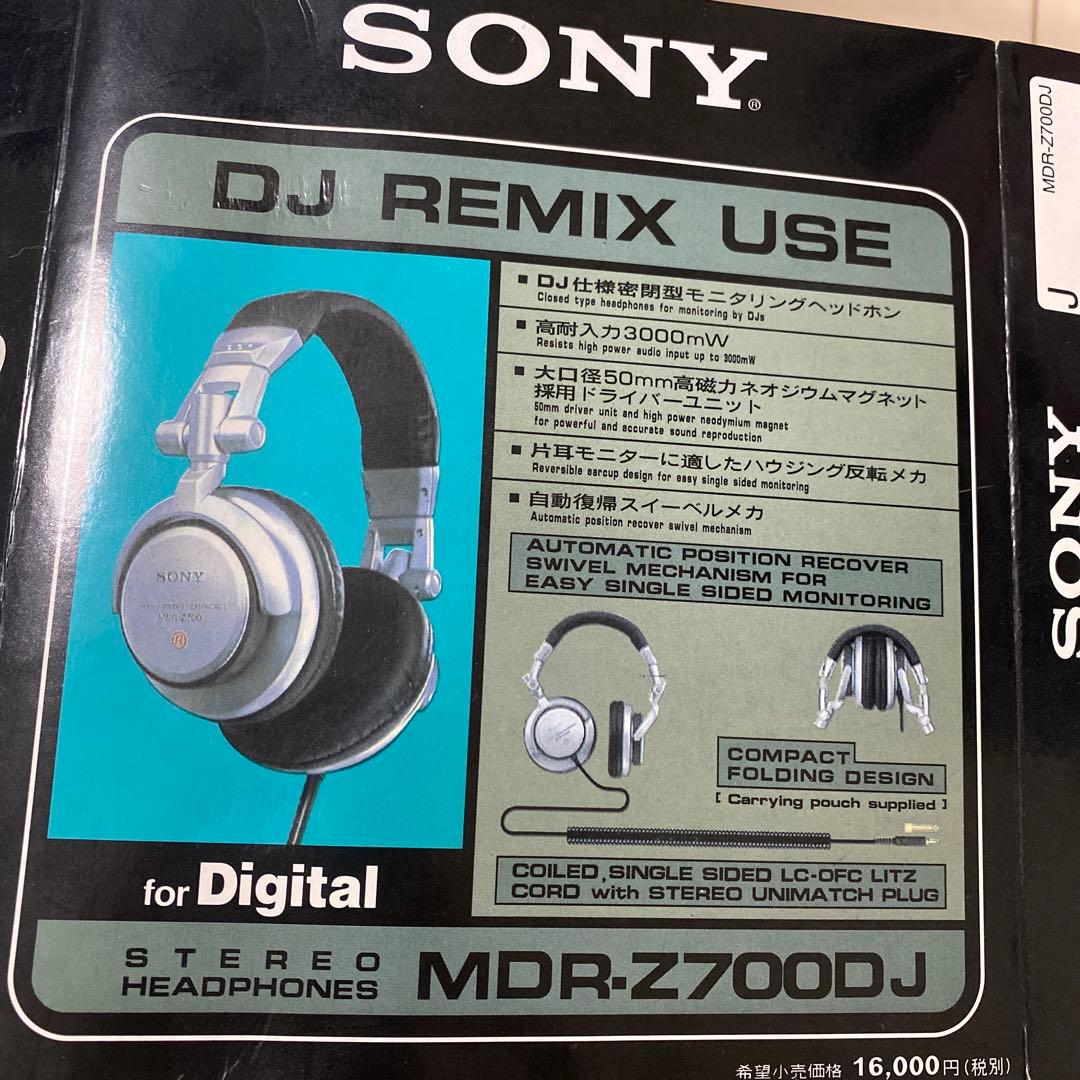 SONY®
DJ REMIX USE
■ DJ仕様密閉型モニタリングヘッドホン
Closed type headphones for monitoring by DJs
■ 高耐入力3000mW
Resists high power audio input up to 3000mW
■ 大口径50mm高磁力ネオジウムマグネット
採用ドライバーユニット
50mm driver unit and high power neodymium magnet
for powerful and accurate sound reproduction
■ 片耳モニターに適したハウジング反転メカ
Reversible earcup design for easy single sided monitoring
■ 自動復帰スイーベルメカ
Automatic position recover swivel mechanism
AUTOMATIC POSITION RECOVER
SWIVEL MECHANISM FOR
EASY SINGLE SIDED MONITORING
SONY
MDR-Z700
COMPACT
FOLDING DESIGN
[ Carrying pouch supplied ]
COILED,SINGLE SIDED LC-OFC LITZ
CORD with STEREO UNIMATCH PLUG
for Digital
STEREO
HEADPHONES
MDR-Z700DJ
希望小売価格 16,000円(税別)
MDR-Z700DJ
J
SONY